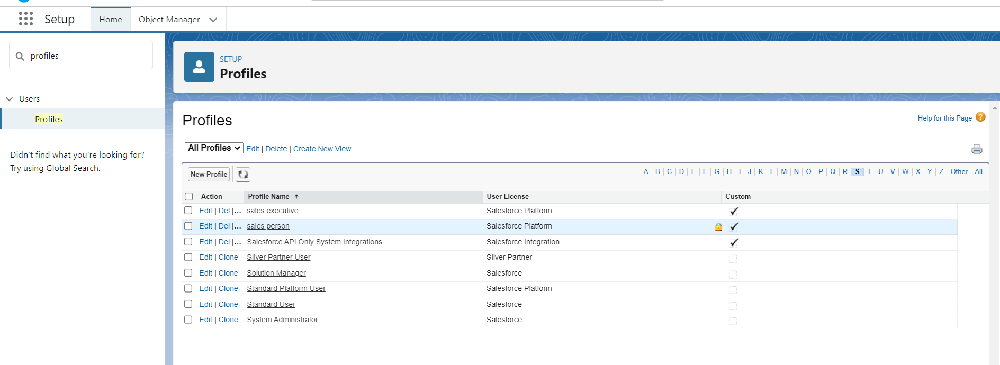 Setup
Home
Object Manager
profiles
Users
Profiles
Didn't find what you're looking for?
Try using Global Search.
SETUP
Profiles
Profiles
Help for this Page ?
All Profiles Edit | Delete | Create New View
New Profile
A B C D E F G H I J K L M N O P Q R S T U V W X Y Z Other All
Action Profile Name ↑ User License Custom
Edit | Del |... sales executive Salesforce Platform
Edit | Del |... sales person Salesforce Platform
Edit | Del |... Salesforce API Only System Integrations Salesforce Integration
Edit | Clone Silver Partner User Silver Partner
Edit | Clone Solution Manager Salesforce
Edit | Clone Standard Platform User Salesforce Platform
Edit | Clone Standard User Salesforce
Edit | Clone System Administrator Salesforce